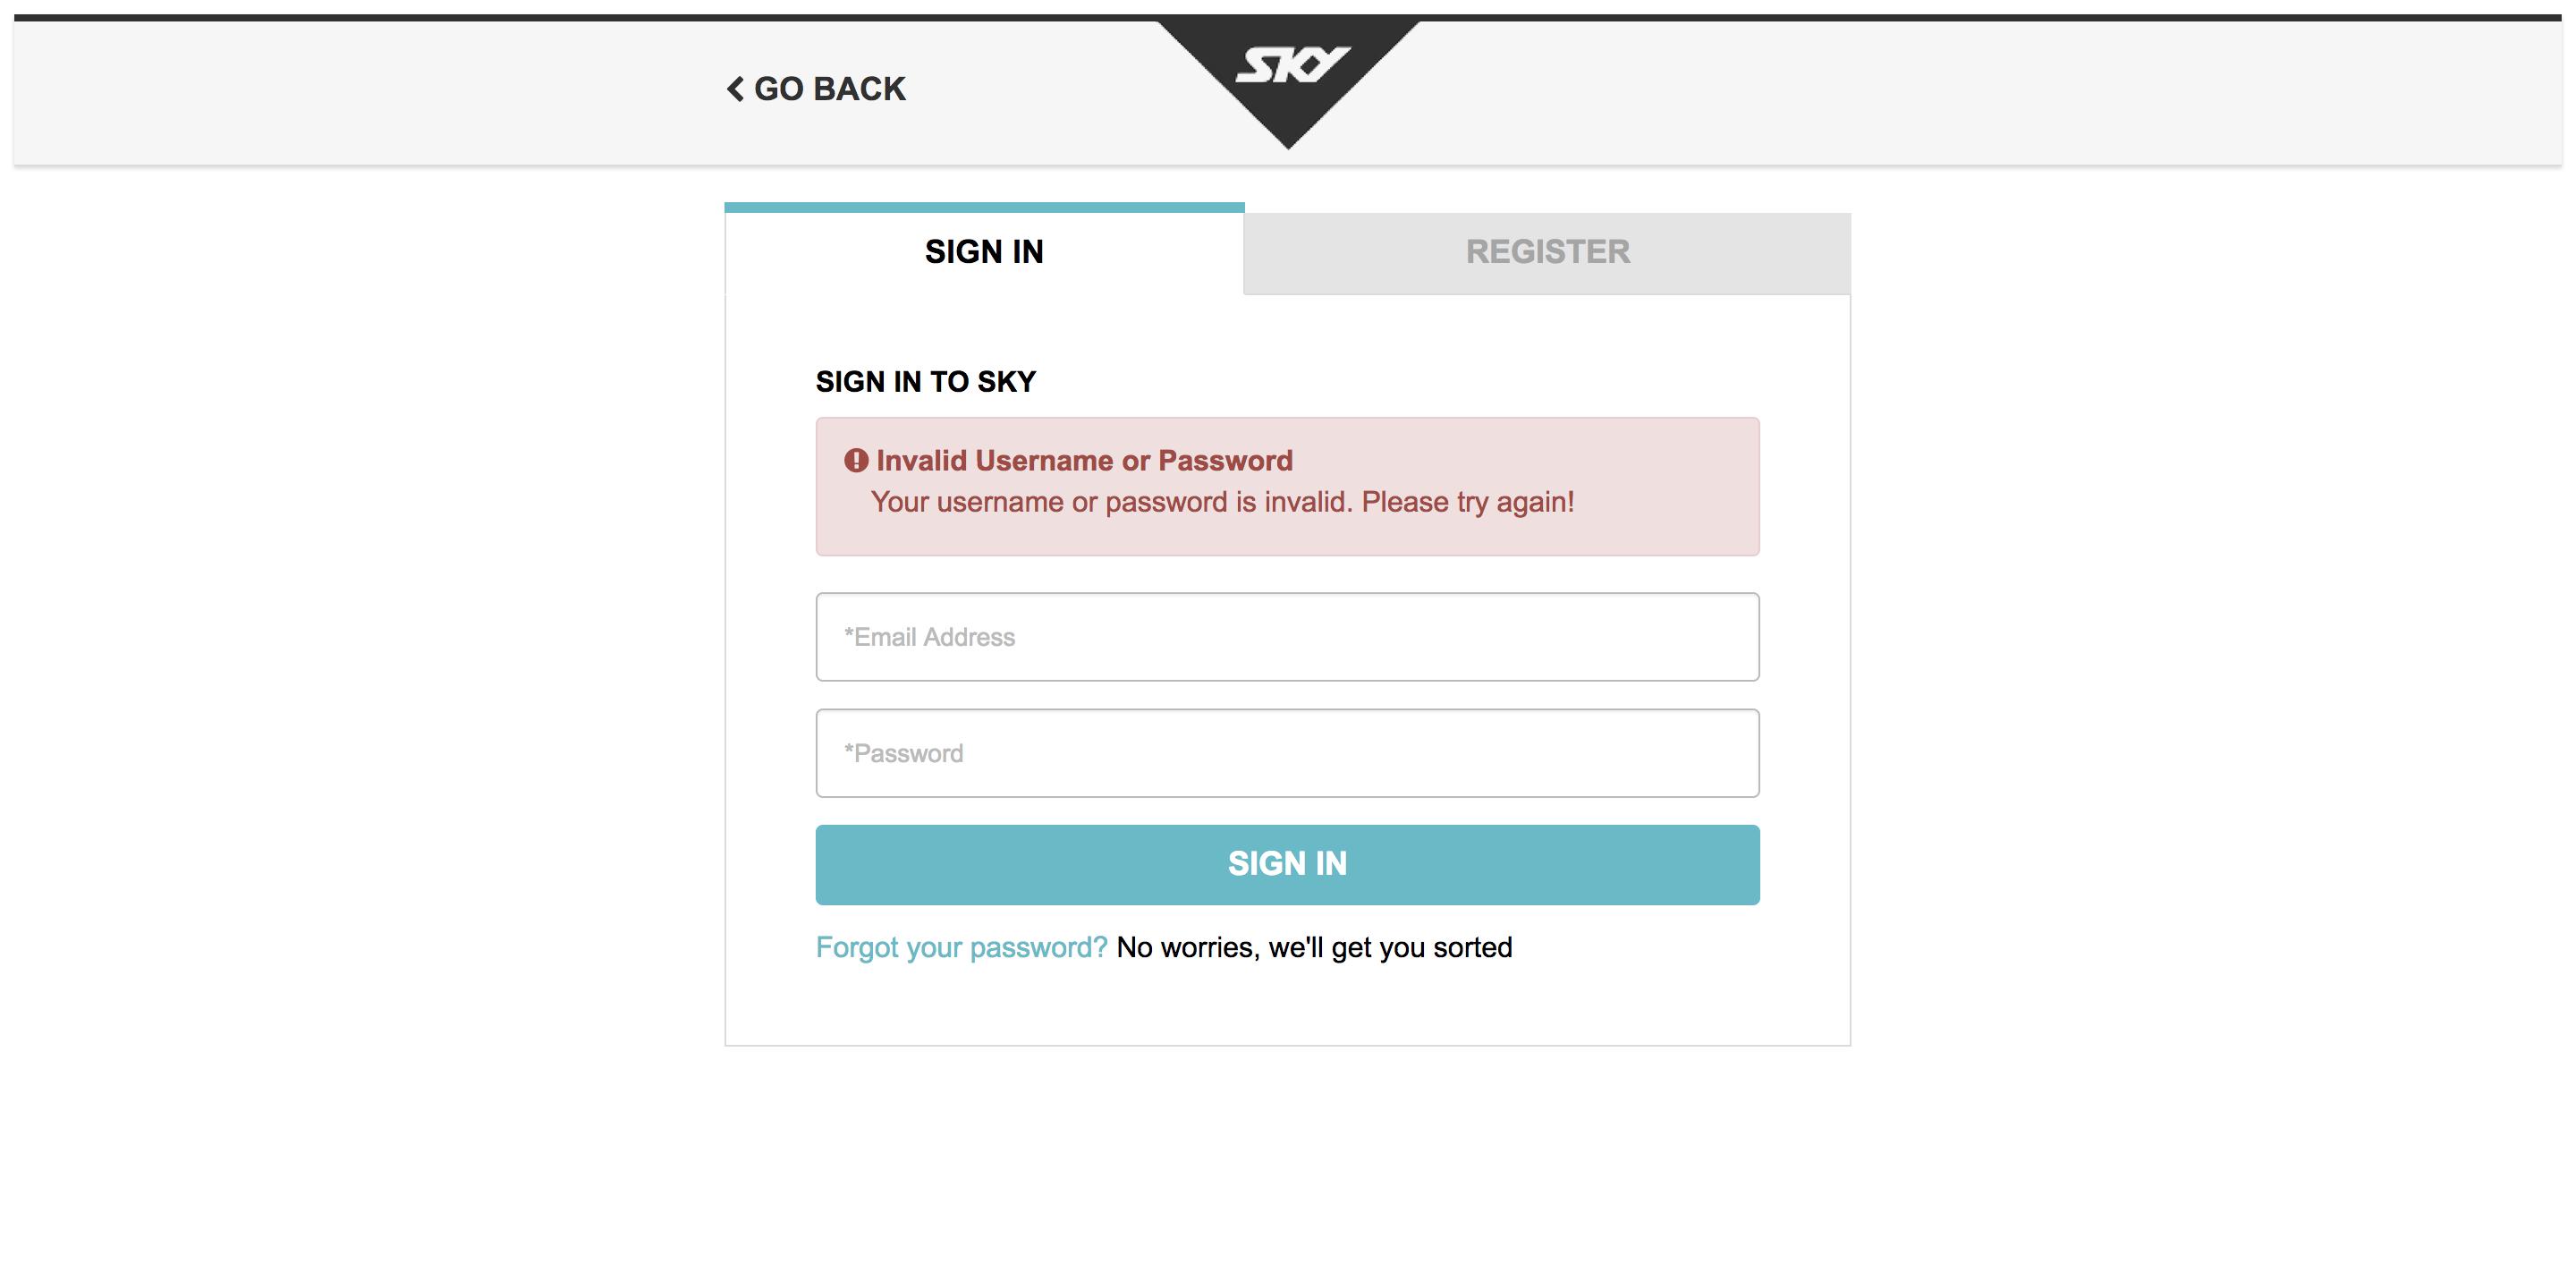 GO BACK
SKY
SIGN IN
REGISTER
SIGN IN TO SKY
Invalid Username or Password
Your username or password is invalid. Please try again!
*Email Address
*Password
SIGN IN
Forgot your password? No worries, we'll get you sorted